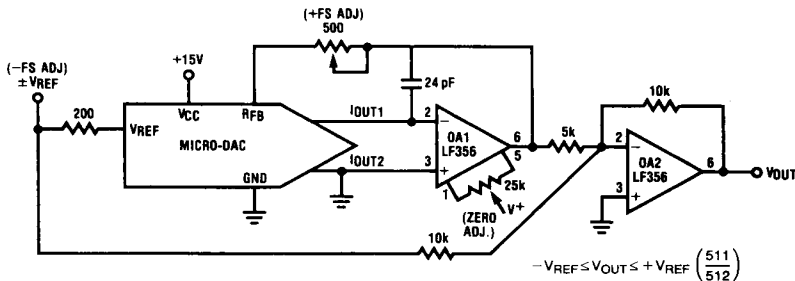 (+FS ADJ)
500
+15V
(−FS ADJ)
±VREF
24 pF
10k
200
VCC
RFB
IOUT1
2
−
OA1
LF356
6
5k
2
−
OA2
LF356
6
VOUT
VREF
MICRO-DAC
IOUT2
3
+
5
25k
1
V+
(ZERO
ADJ.)
3
+
GND
10k
−VREF ≤ VOUT ≤ +VREF (511/512)